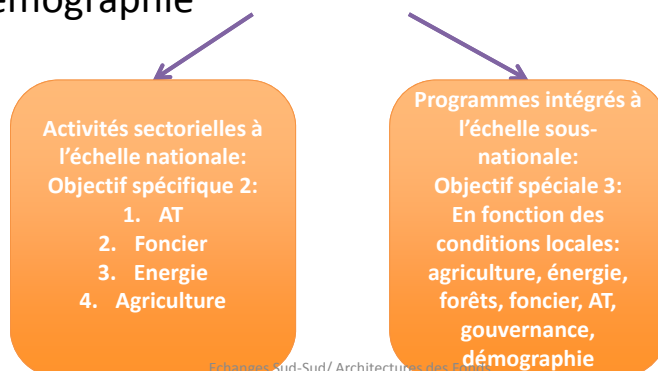 émographie
Activités sectorielles à
l’échelle nationale:
Objectif spécifique 2:
1. AT
2. Foncier
3. Energie
4. Agriculture
Programmes intégrés à
l’échelle sous-
nationale:
Objectif spéciale 3:
En fonction des
conditions locales:
agriculture, énergie,
forêts, foncier, AT,
gouvernance,
démographie
Echanges Sud-Sud/ Architectures des Fonds